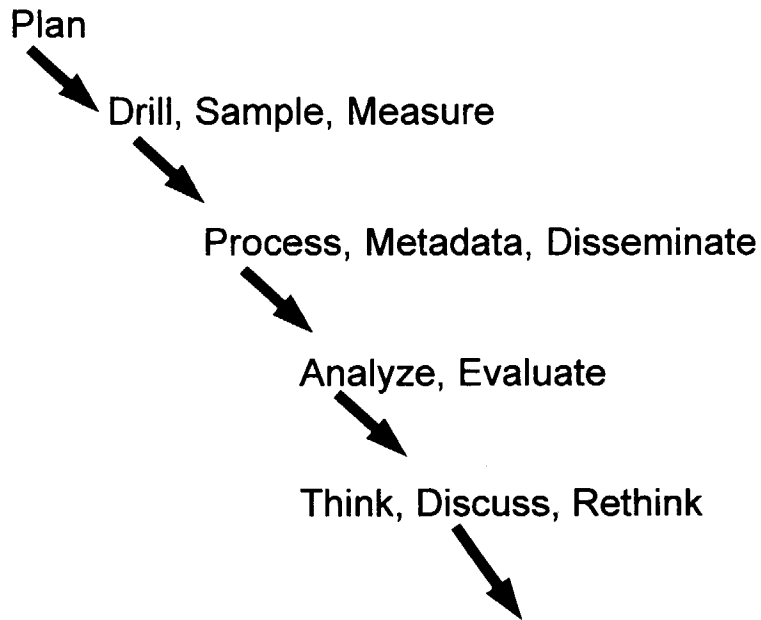 Plan
Drill, Sample, Measure
Process, Metadata, Disseminate
Analyze, Evaluate
Think, Discuss, Rethink